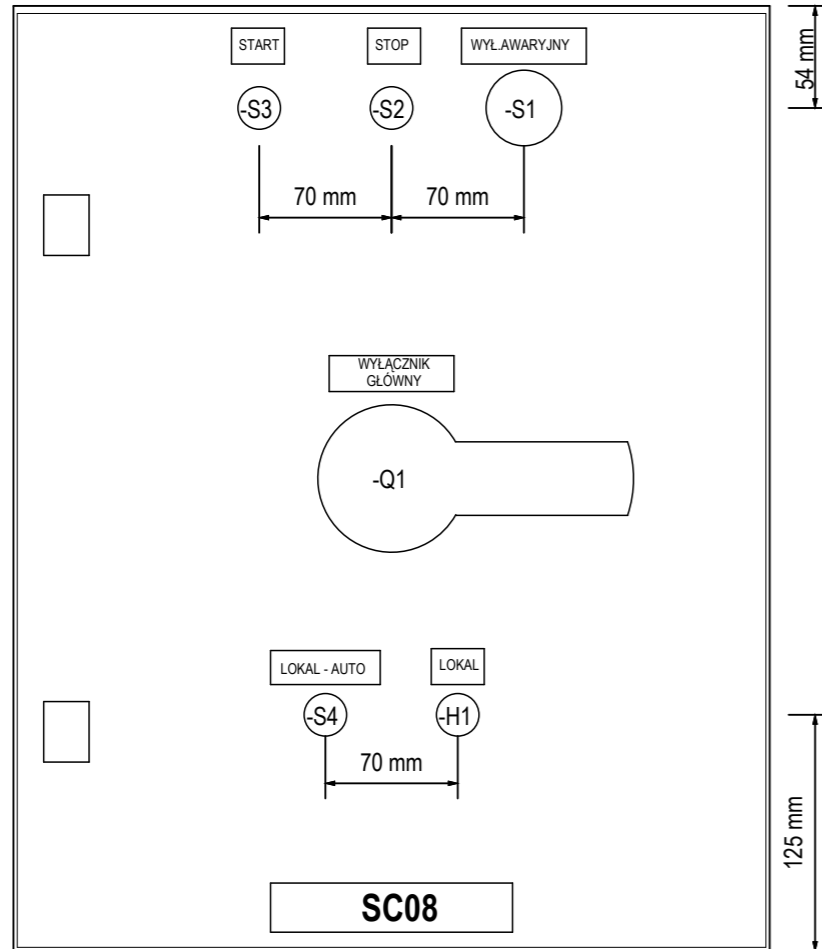 START STOP WYŁ.AWARYJNY
54 mm
-S3 -S2 -S1
70 mm 70 mm
WYŁĄCZNIK
GŁÓWNY
-Q1
LOKAL - AUTO LOKAL
-S4 -H1
70 mm
125 mm
SC08